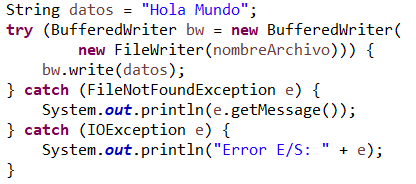 String datos = "Hola Mundo";
try (BufferedWriter bw = new BufferedWriter(
        new FileWriter(nombreArchivo))) {
    bw.write(datos);
} catch (FileNotFoundException e) {
    System.out.println(e.getMessage());
} catch (IOException e) {
    System.out.println("Error E/S: " + e);
}